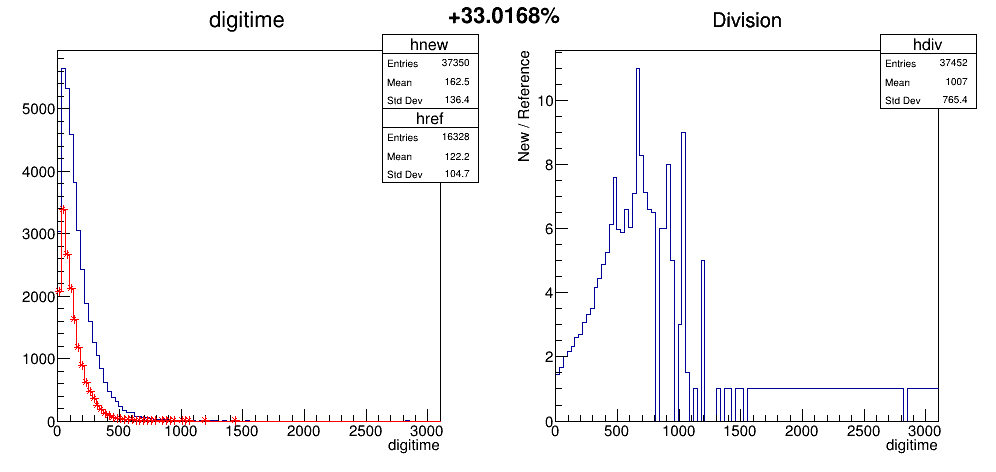 +33.0168%
digitime
hnew
Entries 37350
Mean 162.5
Std Dev 136.4
href
Entries 16328
Mean 122.2
Std Dev 104.7
5000
4000
3000
2000
1000
0
0 500 1000 1500 2000 2500 3000
digitime
Division
hdiv
Entries 37452
Mean 1007
Std Dev 765.4
New / Reference
10
8
6
4
2
0
0 500 1000 1500 2000 2500 3000
digitime